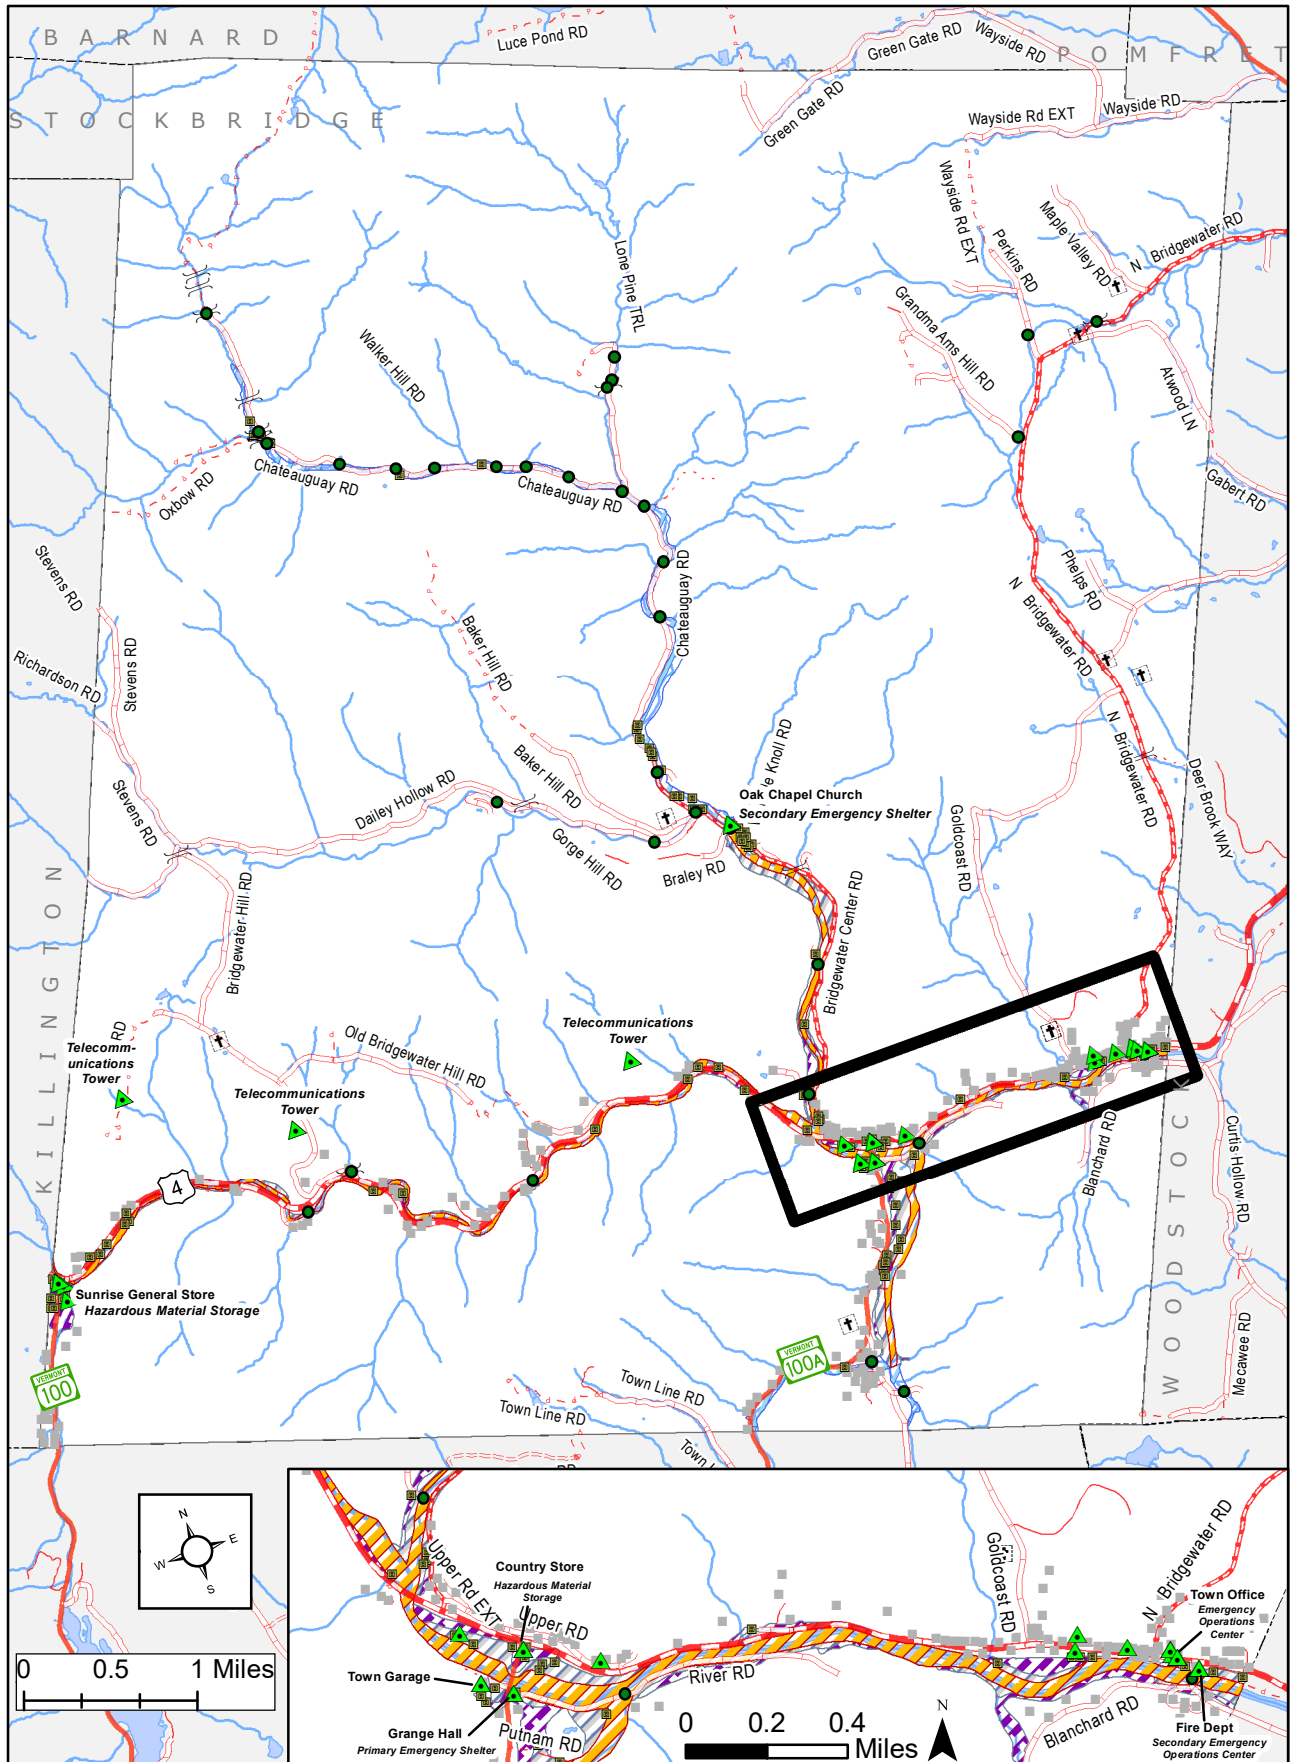 BARNARD
Luce Pond RD
Green Gate RD
Wayside RD
POMFRET
STOCKBRIDGE
Green Gate RD
Wayside Rd EXT
Wayside RD
Wayside Rd EXT
Maple Valley RD
N Bridgewater RD
Perkins RD
Lone Pine TRL
Grandma Ams Hill RD
Walker Hill RD
Atwood LN
Chateauguay RD
Oxbow RD
Chateauguay RD
Gabert RD
Stevens RD
Chateauguay RD
Phelps RD
N Bridgewater RD
Baker Hill RD
Richardson RD
Stevens RD
N Bridgewater RD
Baker Hill RD
le Knoll RD
Deer Brook WAY
Stevens RD
Dailey Hollow RD
Oak Chapel Church
Secondary Emergency Shelter
Goldcoast RD
Gorge Hill RD
Braley RD
KILLINGTON
Bridgewater Hill RD
Bridgewater Center RD
RD
Telecomm-
unications
Tower
Old Bridgewater Hill RD
Telecommunications
Tower
Telecommunications
Tower
Blanchard RD
WOODSTOCK
Curtis Hollow RD
4
Sunrise General Store
Hazardous Material Storage
VERMONT
100
VERMONT
100A
Mecawee RD
Town Line RD
Town Line RD
Town L
RD
N
E
W
S
0 0.5 1 Miles
Upper Rd EXT
Country Store
Hazardous Material
Storage
Upper RD
Goldcoast RD
N Bridgewater RD
Town Office
Emergency
Operations
Center
Town Garage
River RD
Grange Hall
Primary Emergency Shelter
Putnam RD
Blanchard RD
Fire Dept
Secondary Emergency
Operations Center
0 0.2 0.4
Miles
N